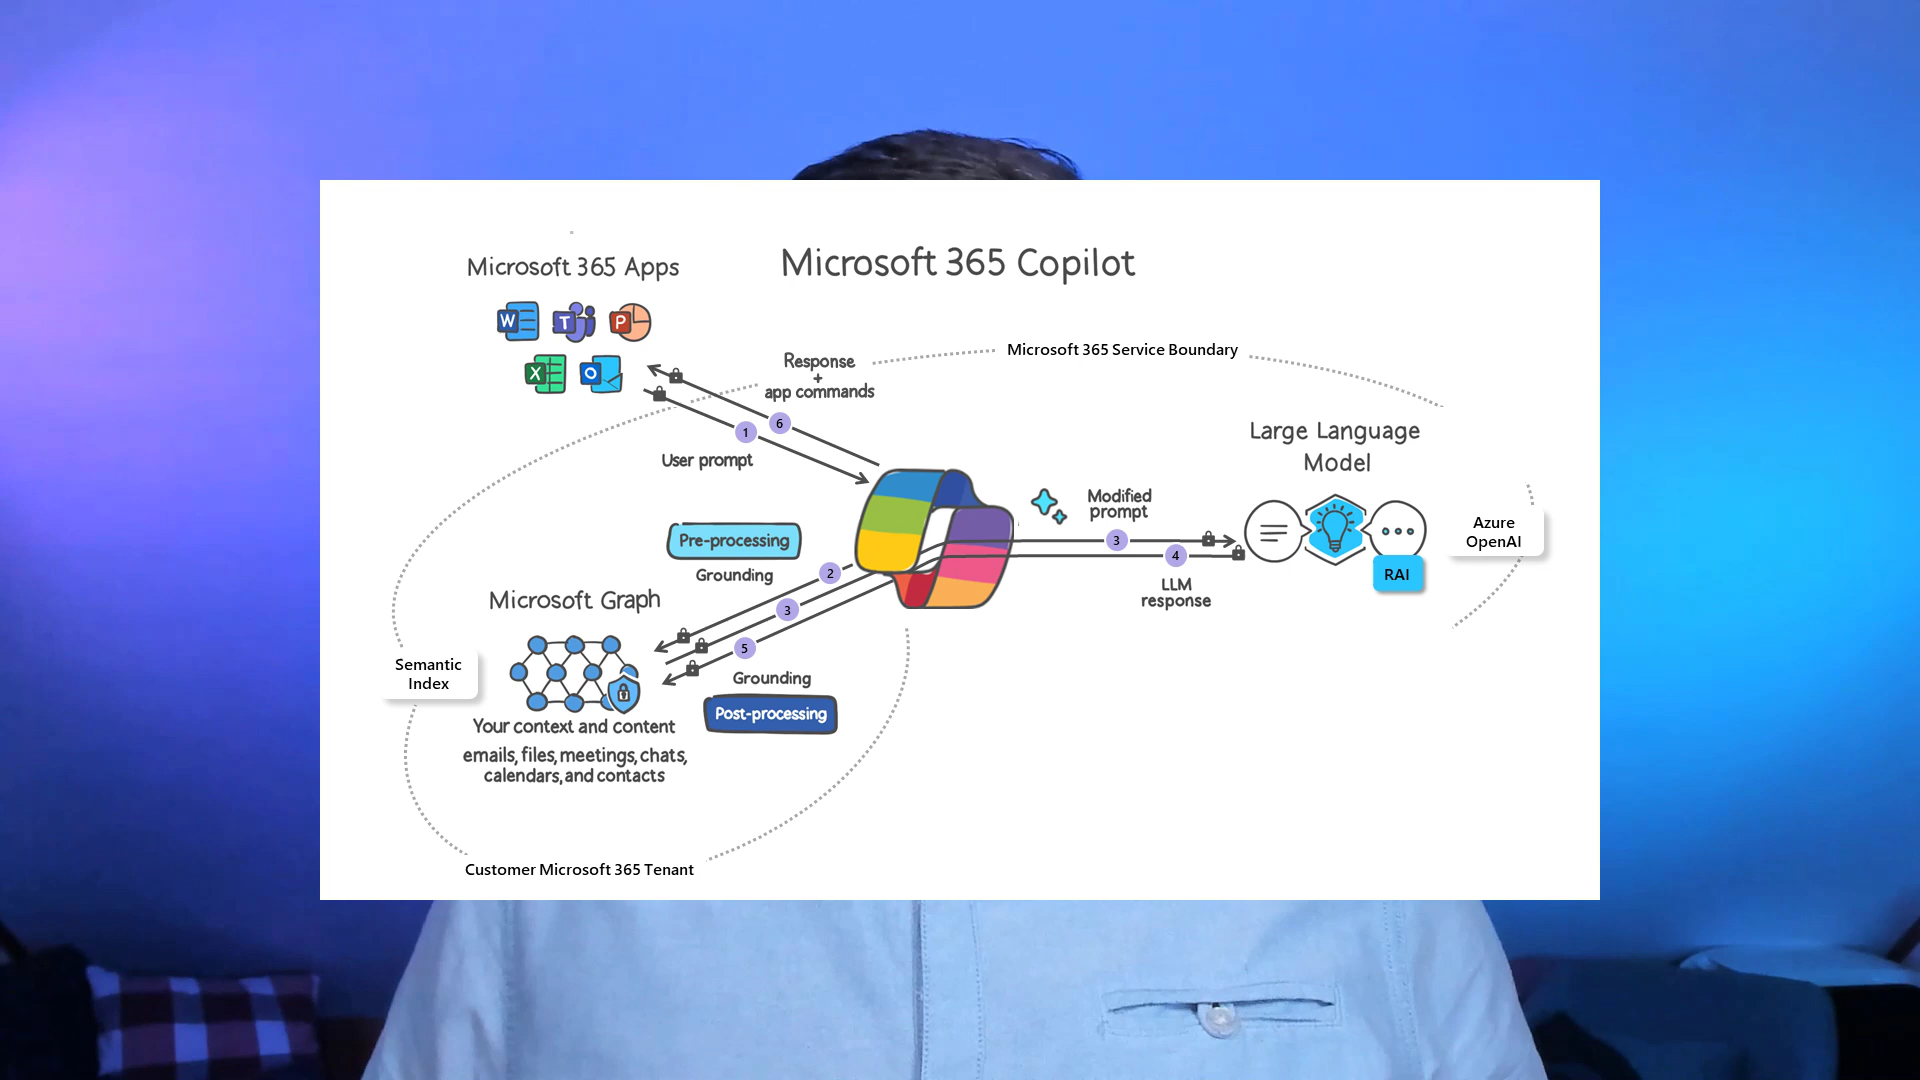 Microsoft 365 Copilot
Microsoft 365 Apps
W
T
P
X
O
Response
+
app commands
Microsoft 365 Service Boundary
6
1
User prompt
Large Language
Model
Modified
prompt
3
4
LLM
response
RAI
Azure
OpenAI
Pre-processing
Grounding
2
3
5
Grounding
Post-processing
Microsoft Graph
Semantic
Index
Your context and content
emails, files, meetings, chats,
calendars, and contacts
Customer Microsoft 365 Tenant